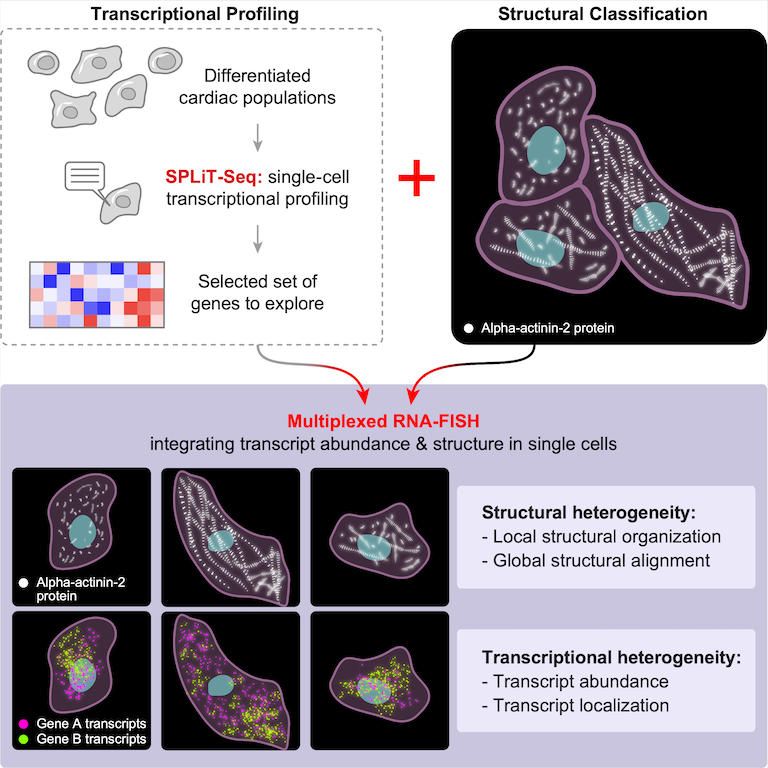 Transcriptional Profiling
Differentiated
cardiac populations
SPLiT-Seq: single-cell
transcriptional profiling
Selected set of
genes to explore
Structural Classification
Alpha-actinin-2 protein
Multiplexed RNA-FISH
integrating transcript abundance & structure in single cells
Alpha-actinin-2
protein
Structural heterogeneity:
- Local structural organization
- Global structural alignment
Gene A transcripts
Gene B transcripts
Transcriptional heterogeneity:
- Transcript abundance
- Transcript localization